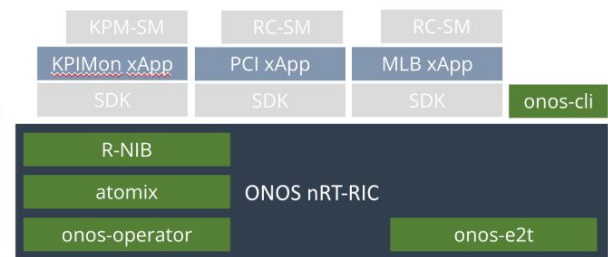 KPM-SM RC-SM RC-SM
KPIMon xApp PCI xApp MLB xApp
SDK SDK SDK onos-cli
R-NIB
atomix ONOS nRT-RIC
onos-operator onos-e2t